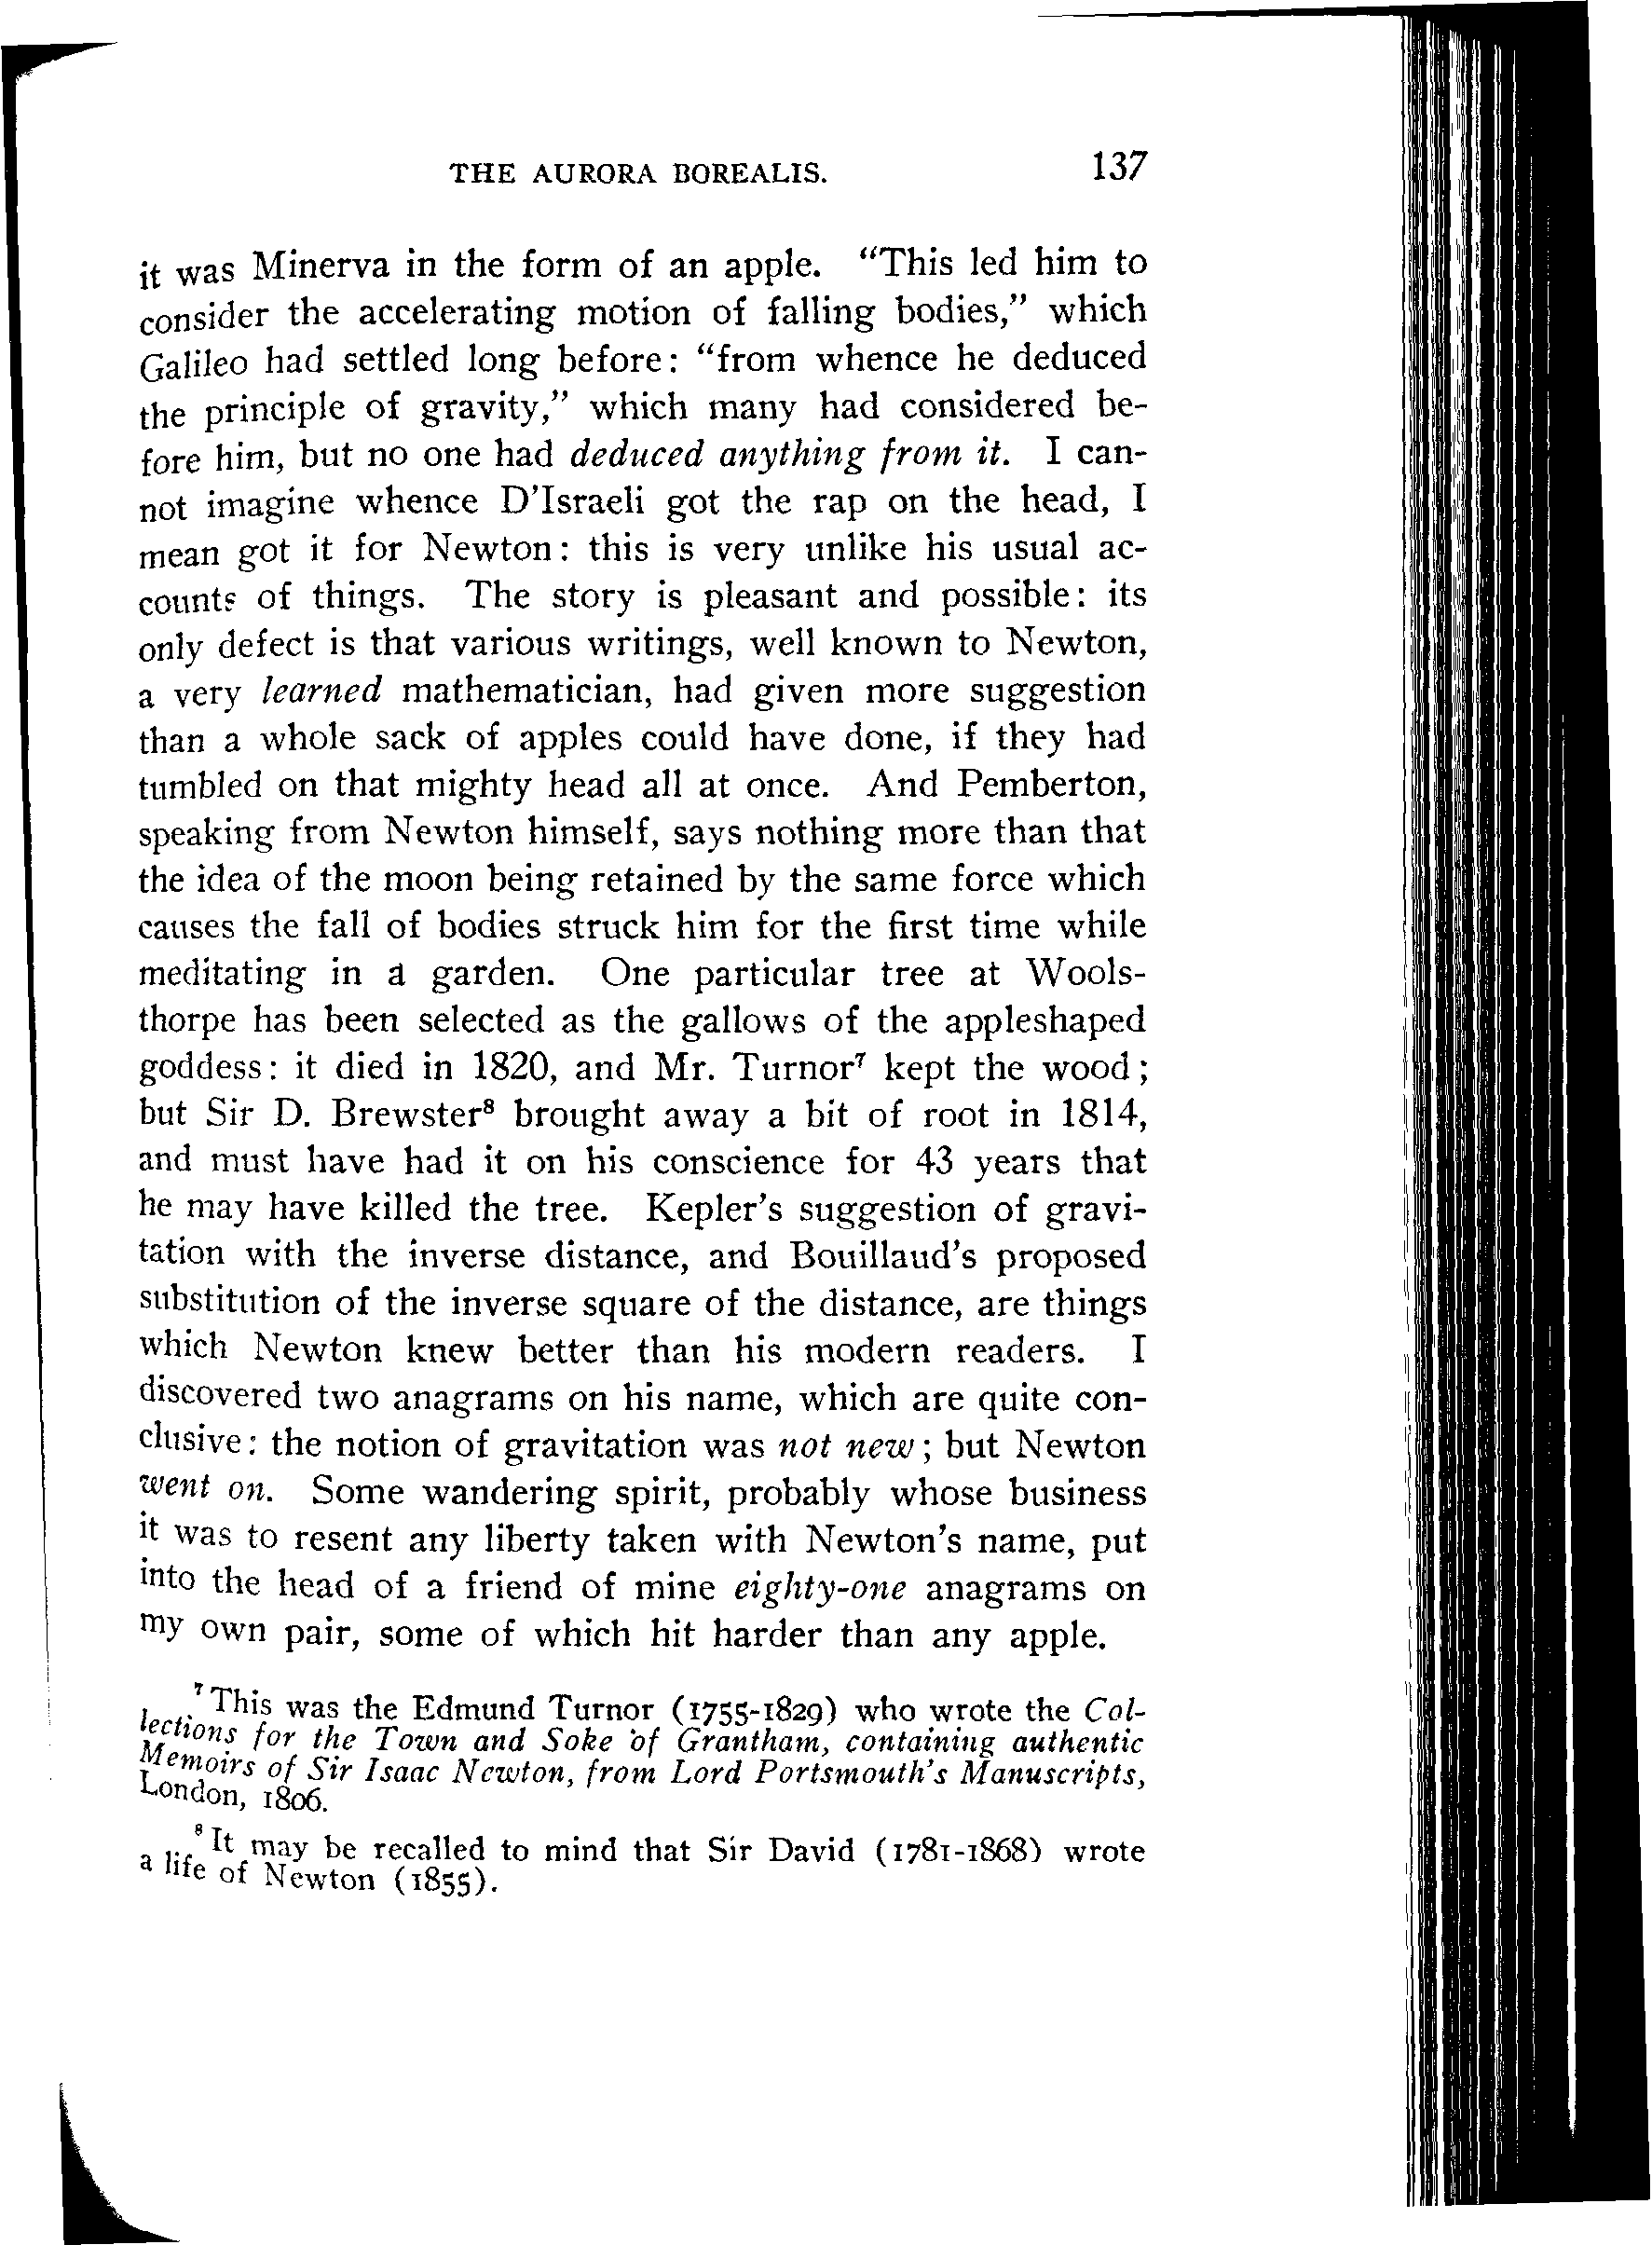 THE AURORA BOREALIS. 137
it was Minerva in the form of an apple. "This led him to
consider the accelerating motion of falling bodies," which
Galileo had settled long before: "from whence he deduced
the principle of gravity," which many had considered be-
fore him, but no one had deduced anything from it. I can-
not imagine whence D'Israeli got the rap on the head, I
mean got it for Newton: this is very unlike his usual ac-
counts of things. The story is pleasant and possible: its
only defect is that various writings, well known to Newton,
a very learned mathematician, had given more suggestion
than a whole sack of apples could have done, if they had
tumbled on that mighty head all at once. And Pemberton,
speaking from Newton himself, says nothing more than that
the idea of the moon being retained by the same force which
causes the fall of bodies struck him for the first time while
meditating in a garden. One particular tree at Wools-
thorpe has been selected as the gallows of the appleshaped
goddess: it died in 1820, and Mr. Turnor⁷ kept the wood;
but Sir D. Brewster⁸ brought away a bit of root in 1814,
and must have had it on his conscience for 43 years that
he may have killed the tree. Kepler's suggestion of gravi-
tation with the inverse distance, and Bouillaud's proposed
substitution of the inverse square of the distance, are things
which Newton knew better than his modern readers. I
discovered two anagrams on his name, which are quite con-
clusive: the notion of gravitation was not new; but Newton
went on. Some wandering spirit, probably whose business
it was to resent any liberty taken with Newton's name, put
into the head of a friend of mine eighty-one anagrams on
my own pair, some of which hit harder than any apple.
⁷ This was the Edmund Turnor (1755-1829) who wrote the Col-
lections for the Town and Soke of Grantham, containing authentic
Memoirs of Sir Isaac Newton, from Lord Portsmouth's Manuscripts,
London, 1806.
⁸ It may be recalled to mind that Sir David (1781-1868) wrote
a life of Newton (1855).